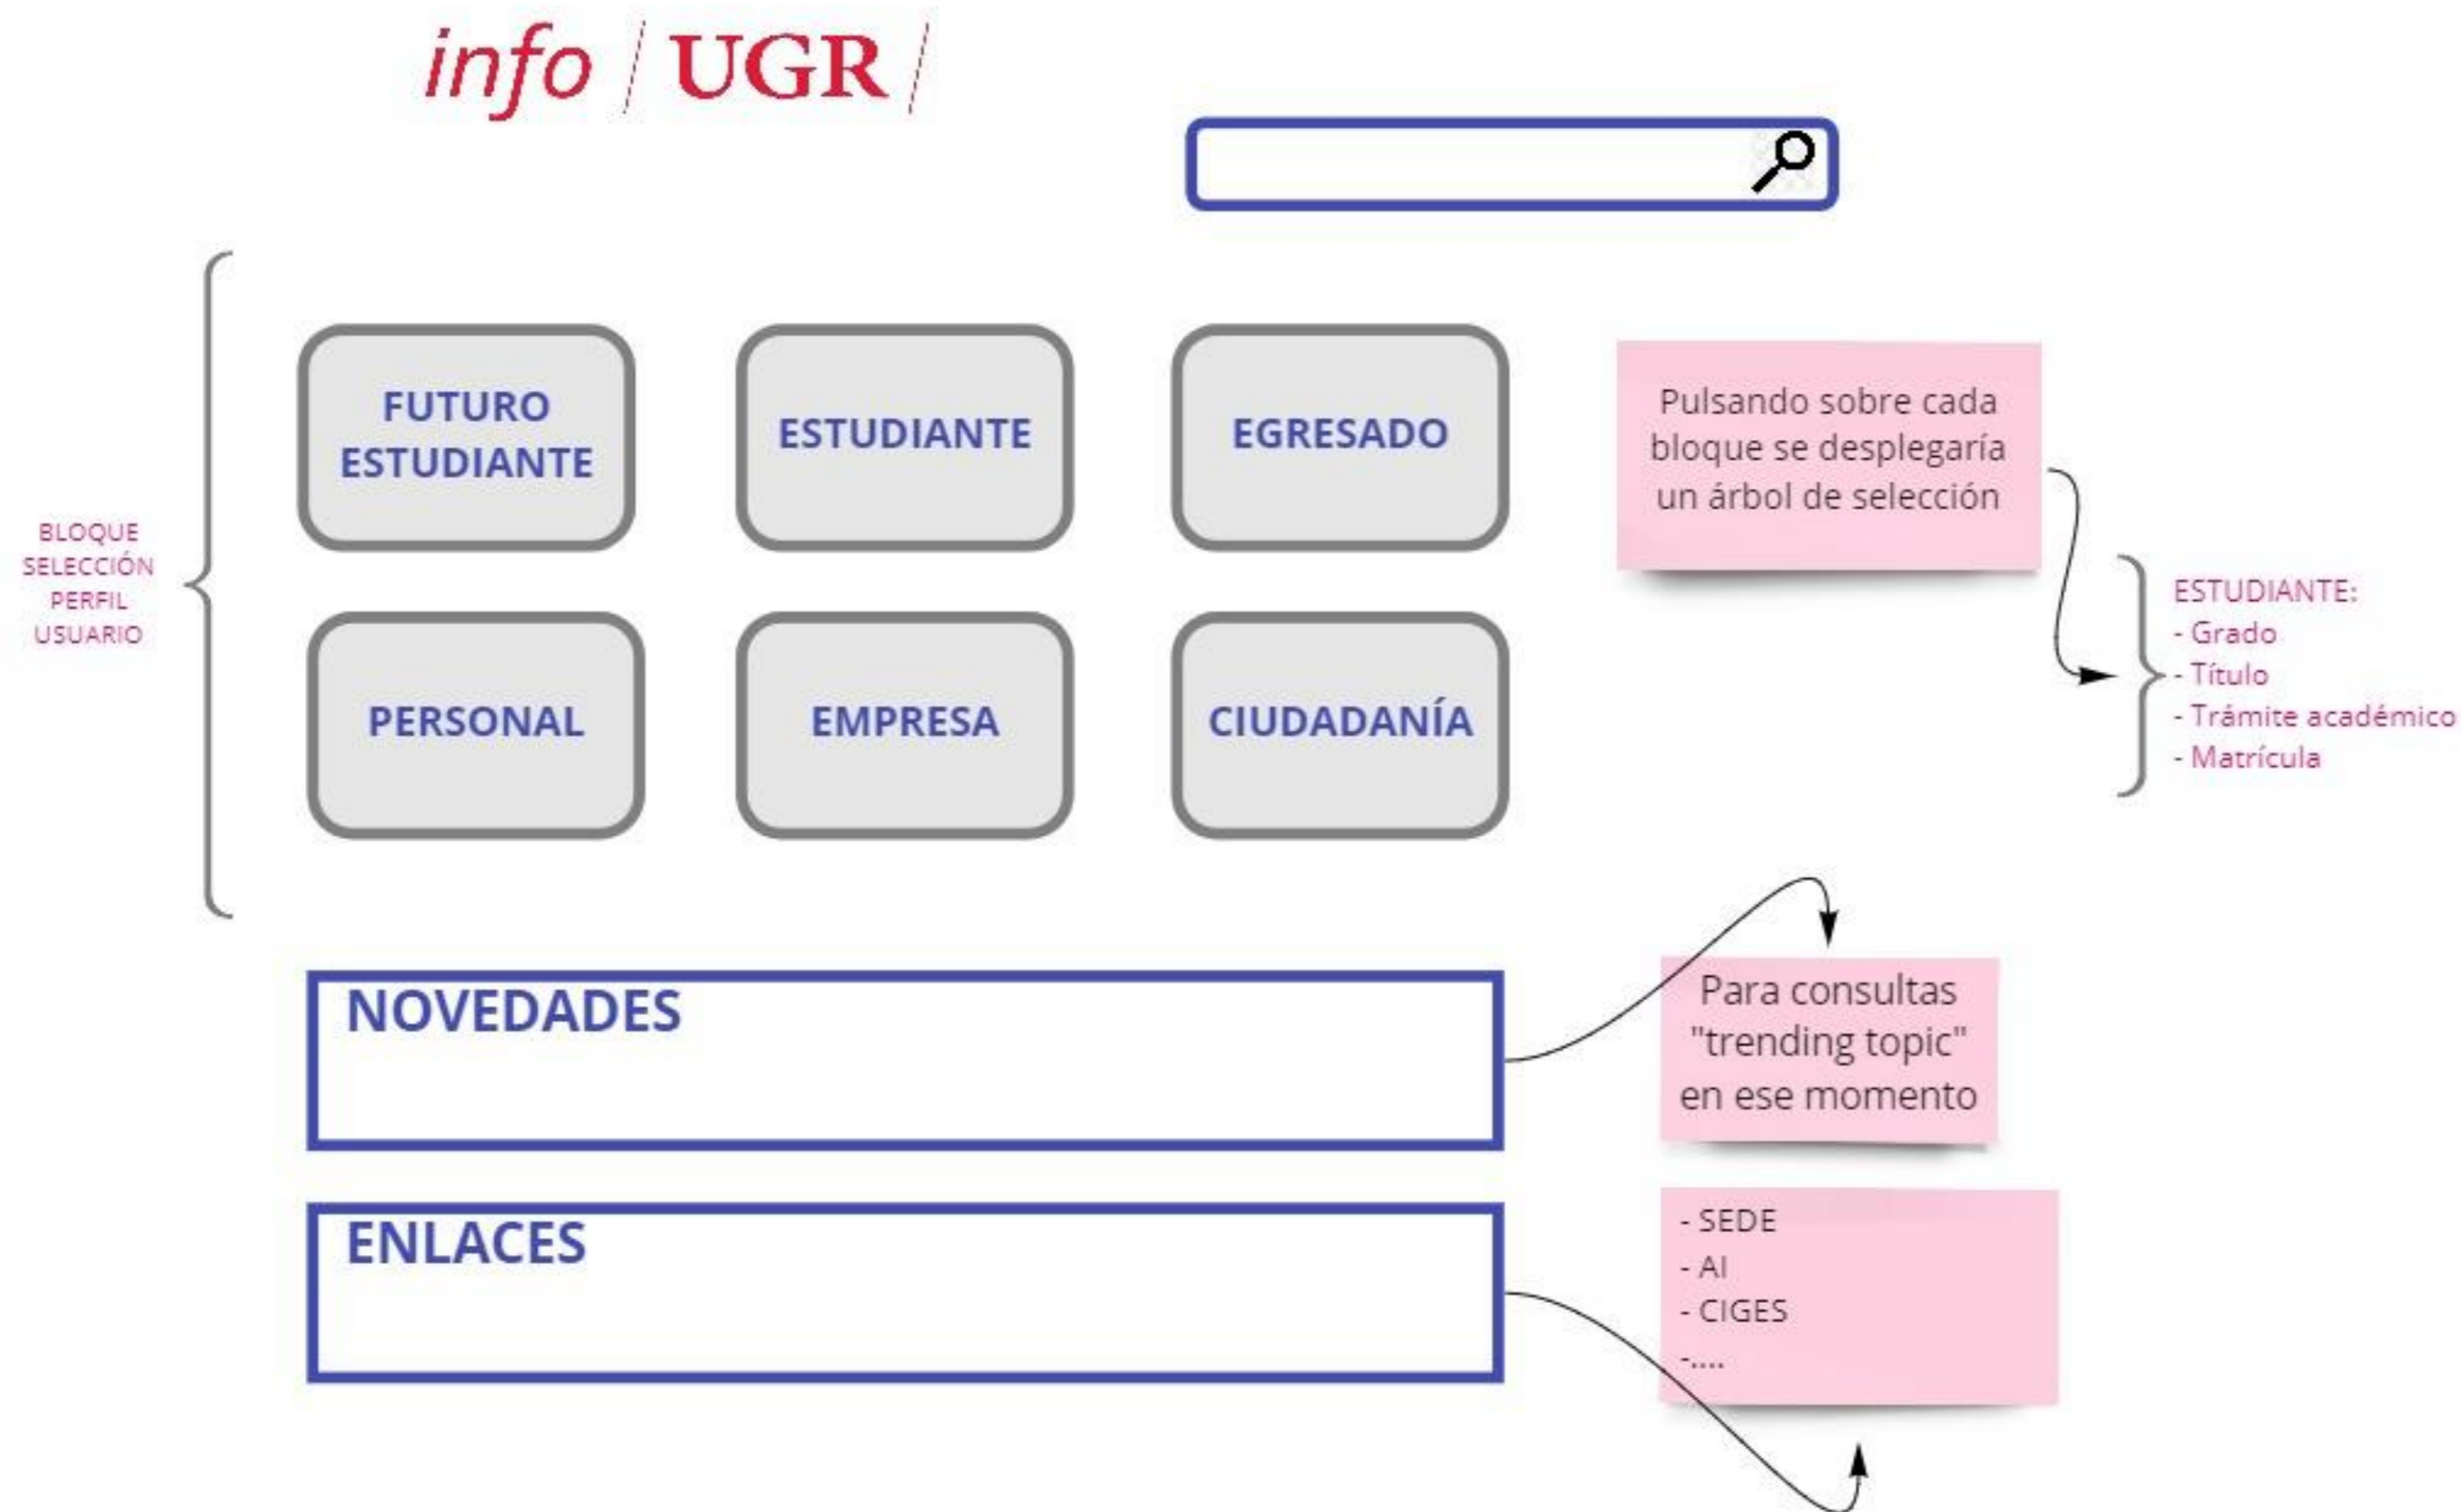 info / UGR /
FUTURO
ESTUDIANTE
ESTUDIANTE
EGRESADO
Pulsando sobre cada
bloque se desplegaría
un árbol de selección
BLOQUE
SELECCIÓN
PERFIL
USUARIO
ESTUDIANTE:
- Grado
- Título
- Trámite académico
- Matrícula
PERSONAL
EMPRESA
CIUDADANÍA
NOVEDADES
Para consultas
"trending topic"
en ese momento
ENLACES
- SEDE
- AI
- CIGES
-....